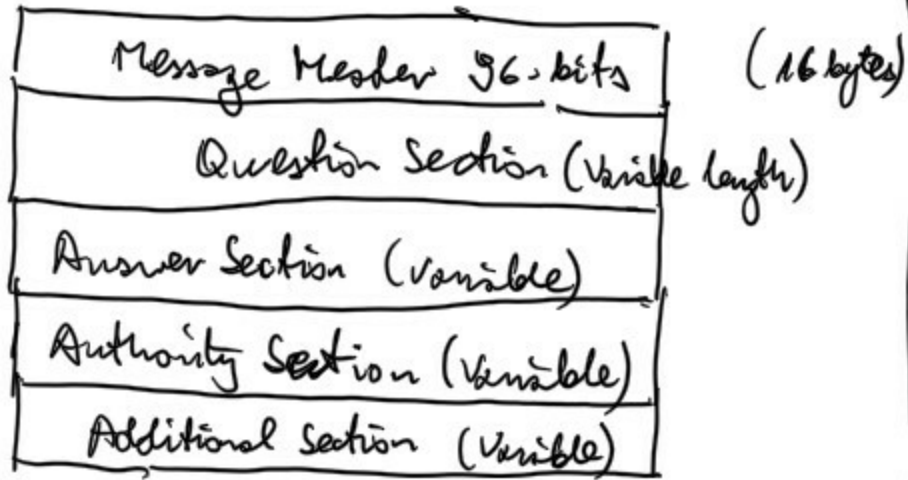 Message Header 96-bits (16 bytes)
Question Section (Variable length)
Answer Section (Variable)
Authority Section (Variable)
Additional Section (Variable)